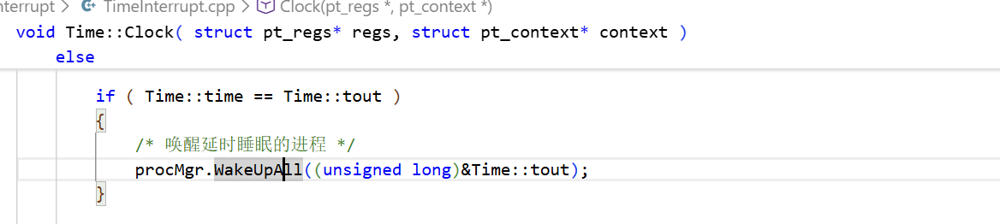 nterrupt > TimeInterrupt.cpp > Clock(pt_regs *, pt_context *)
void Time::Clock( struct pt_regs* regs, struct pt_context* context )
else
if ( Time::time == Time::tout )
{
/* 唤醒延时睡眠的进程 */
procMgr.WakeUpAll((unsigned long)&Time::tout);
}